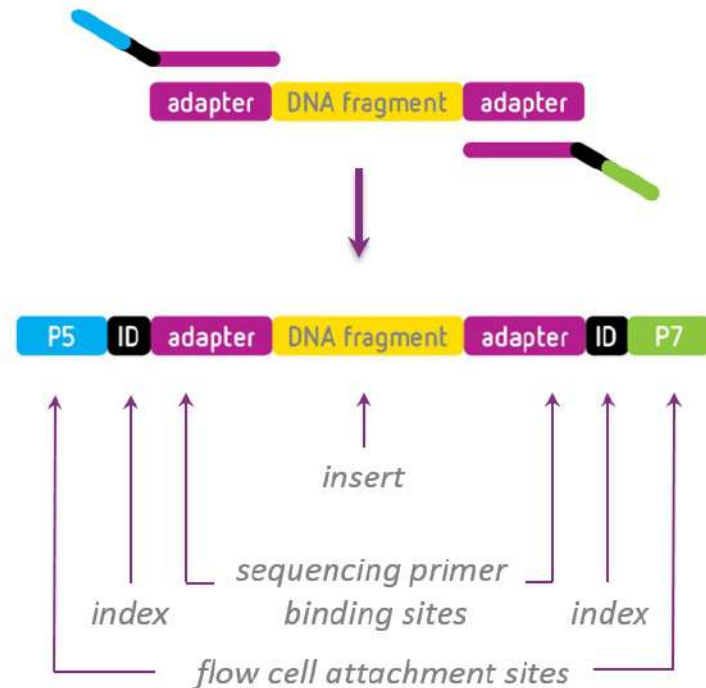 adapter DNA fragment adapter
P5 ID adapter DNA fragment adapter ID P7
insert
sequencing primer
index binding sites index
flow cell attachment sites